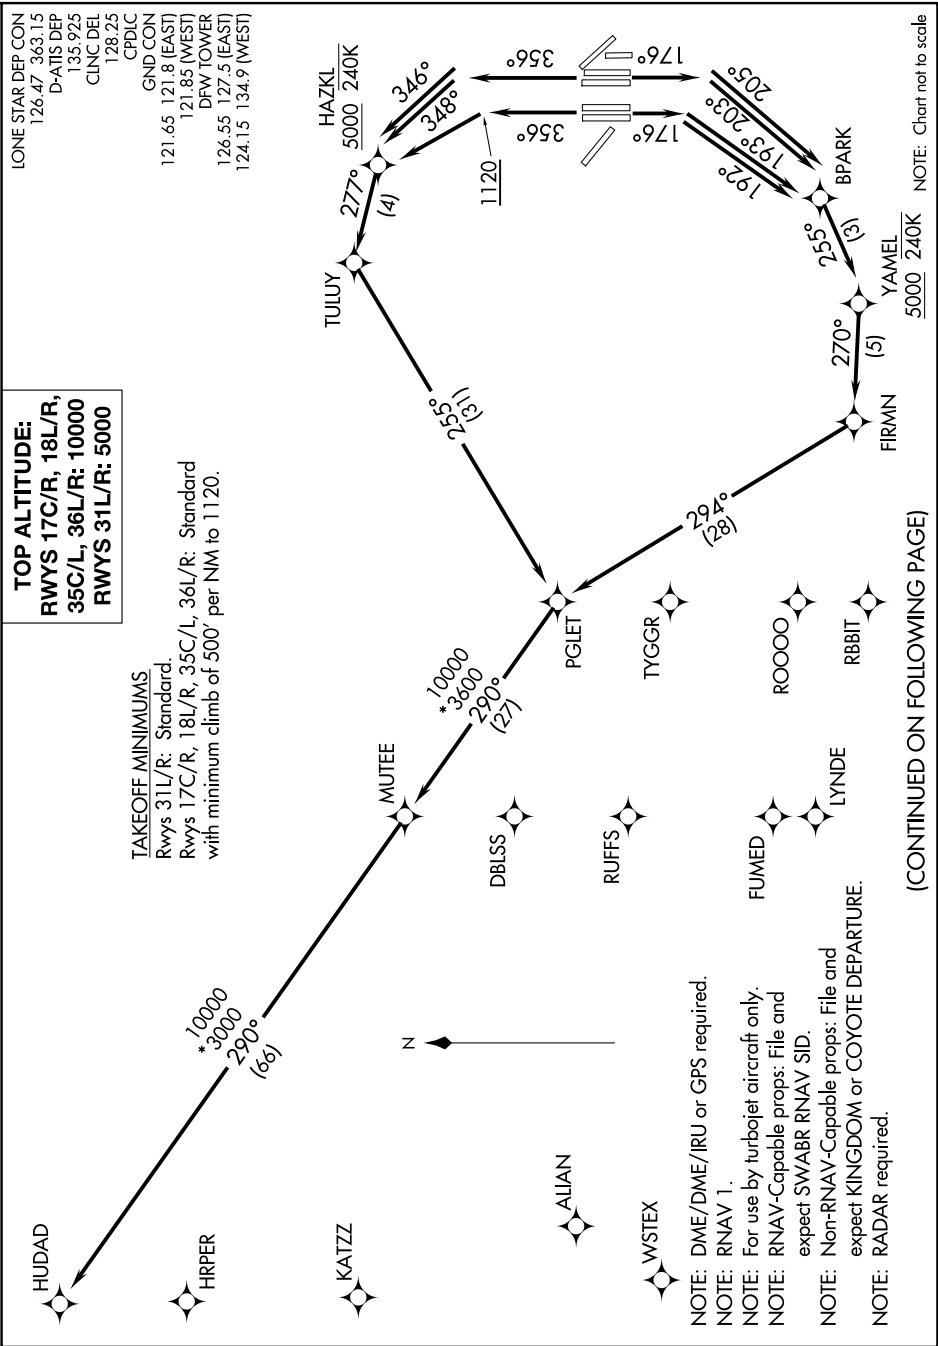 TOP ALTITUDE:
RWYS 17C/R, 18L/R,
35C/L, 36L/R: 10000
RWYS 31L/R: 5000
LONE STAR DEP CON
126.47 363.15
D-ATIS DEP
135.925
CLNC DEL
128.25
CPDLC
GND CON
121.65 121.8 (EAST)
121.85 (WEST)
DFW TOWER
126.55 127.5 (EAST)
124.15 134.9 (WEST)
TAKEOFF MINIMUMS
Rwys 31L/R: Standard.
Rwys 17C/R, 18L/R, 35C/L, 36L/R: Standard
with minimum climb of 500' per NM to 1120.
HUDAD
HRPER
KATZZ
ALIAN
WSTEX
10000
*3000
290°
(66)
N
MUTEE
DBLSS
RUFFS
FUMED
LYNDE
10000
*3600
290°
(27)
PGLET
TYGGR
ROOOO
RBBIT
255°
(31)
294°
(28)
TULUY
277°
(4)
HAZKL
5000 240K
346°
348°
1120
356°
356°
176°
176°
205°
203°
193°
192°
BPARK
255°
(3)
YAMEL
5000 240K
270°
(5)
FIRMN
NOTE: DME/DME/IRU or GPS required.
NOTE: RNAV 1.
NOTE: For use by turbojet aircraft only.
NOTE: RNAV-Capable props: File and
expect SWABR RNAV SID.
NOTE: Non-RNAV-Capable props: File and
expect KINGDOM or COYOTE DEPARTURE.
NOTE: RADAR required.
(CONTINUED ON FOLLOWING PAGE)
NOTE: Chart not to scale